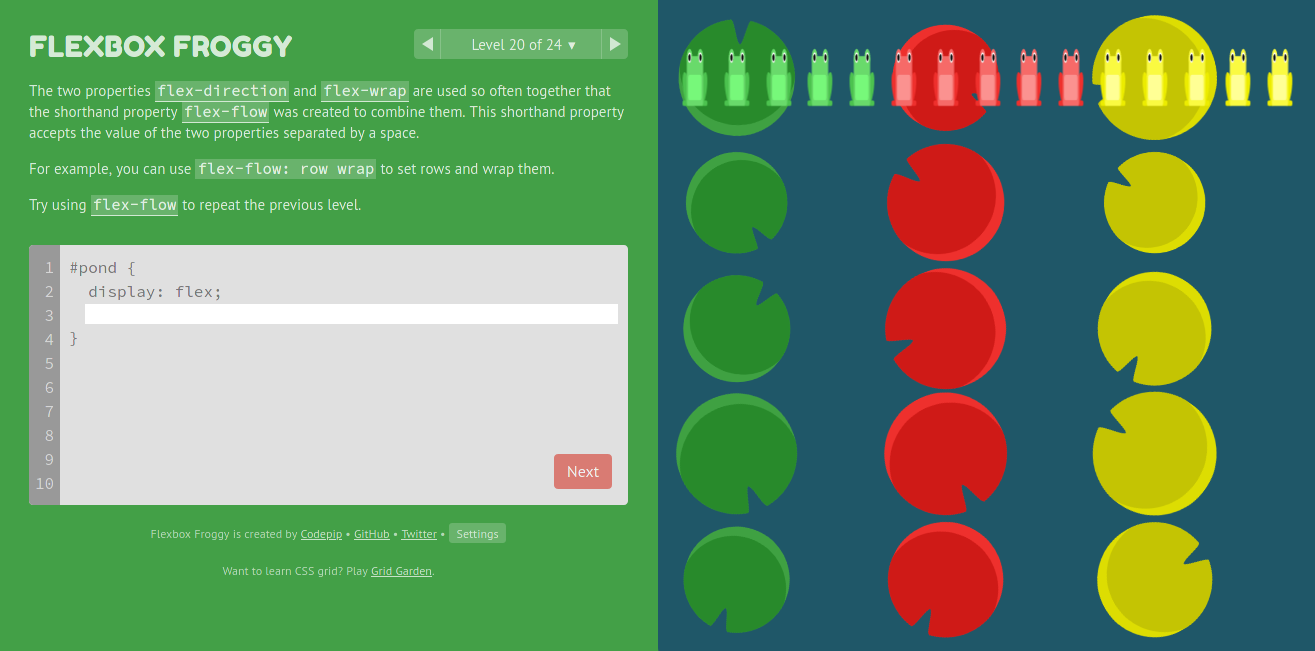 FLEXBOX FROGGY
Level 20 of 24 ▾
The two properties flex-direction and flex-wrap are used so often together that
the shorthand property flex-flow was created to combine them. This shorthand property
accepts the value of the two properties separated by a space.
For example, you can use flex-flow: row wrap to set rows and wrap them.
Try using flex-flow to repeat the previous level.
1 #pond {
2 display: flex;
3
4 }
5
6
7
8
9
10
Next
Flexbox Froggy is created by Codepip • GitHub • Twitter • Settings
Want to learn CSS grid? Play Grid Garden.